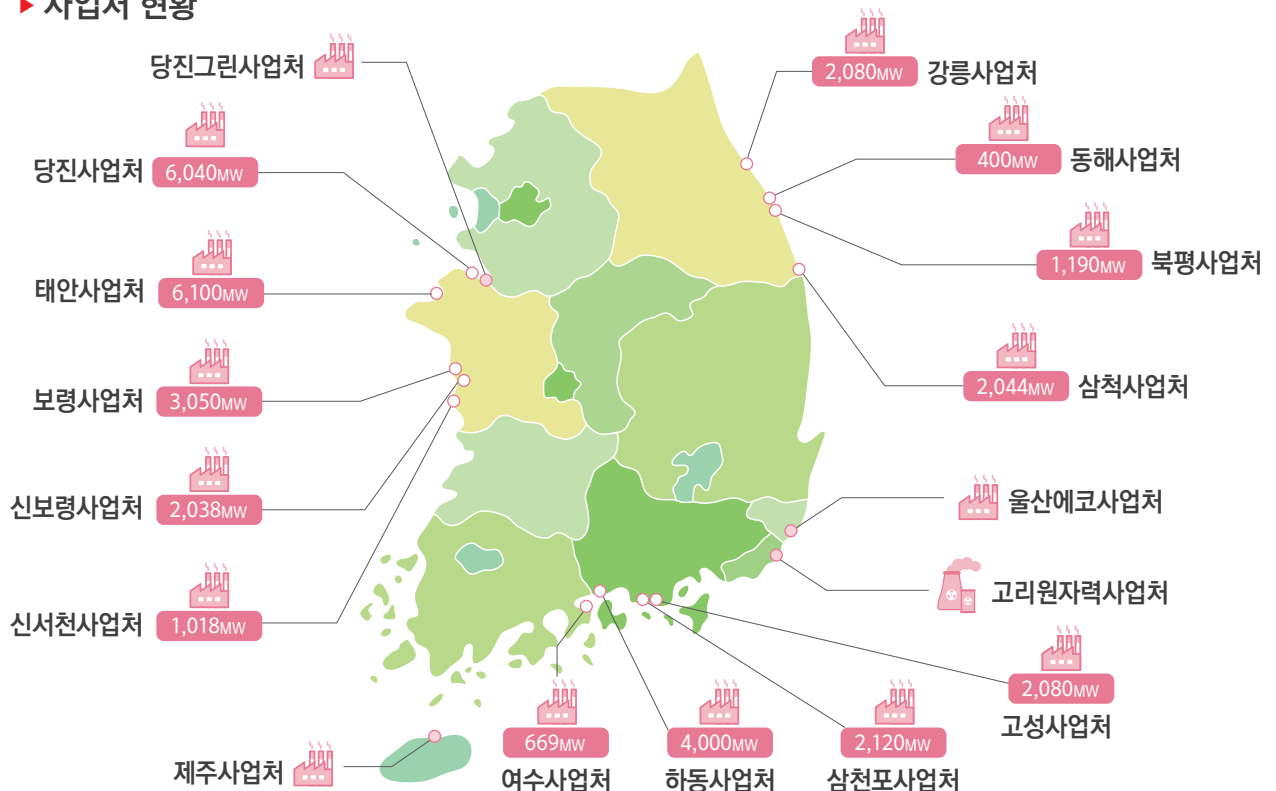 ▶ 사업처 현황
당진그린사업처
당진사업처 6,040MW
태안사업처 6,100MW
보령사업처 3,050MW
신보령사업처 2,038MW
신서천사업처 1,018MW
제주사업처
2,080MW 강릉사업처
400MW 동해사업처
1,190MW 북평사업처
2,044MW 삼척사업처
울산에코사업처
고리원자력사업처
2,080MW
고성사업처
669MW
여수사업처
4,000MW
하동사업처
2,120MW
삼천포사업처